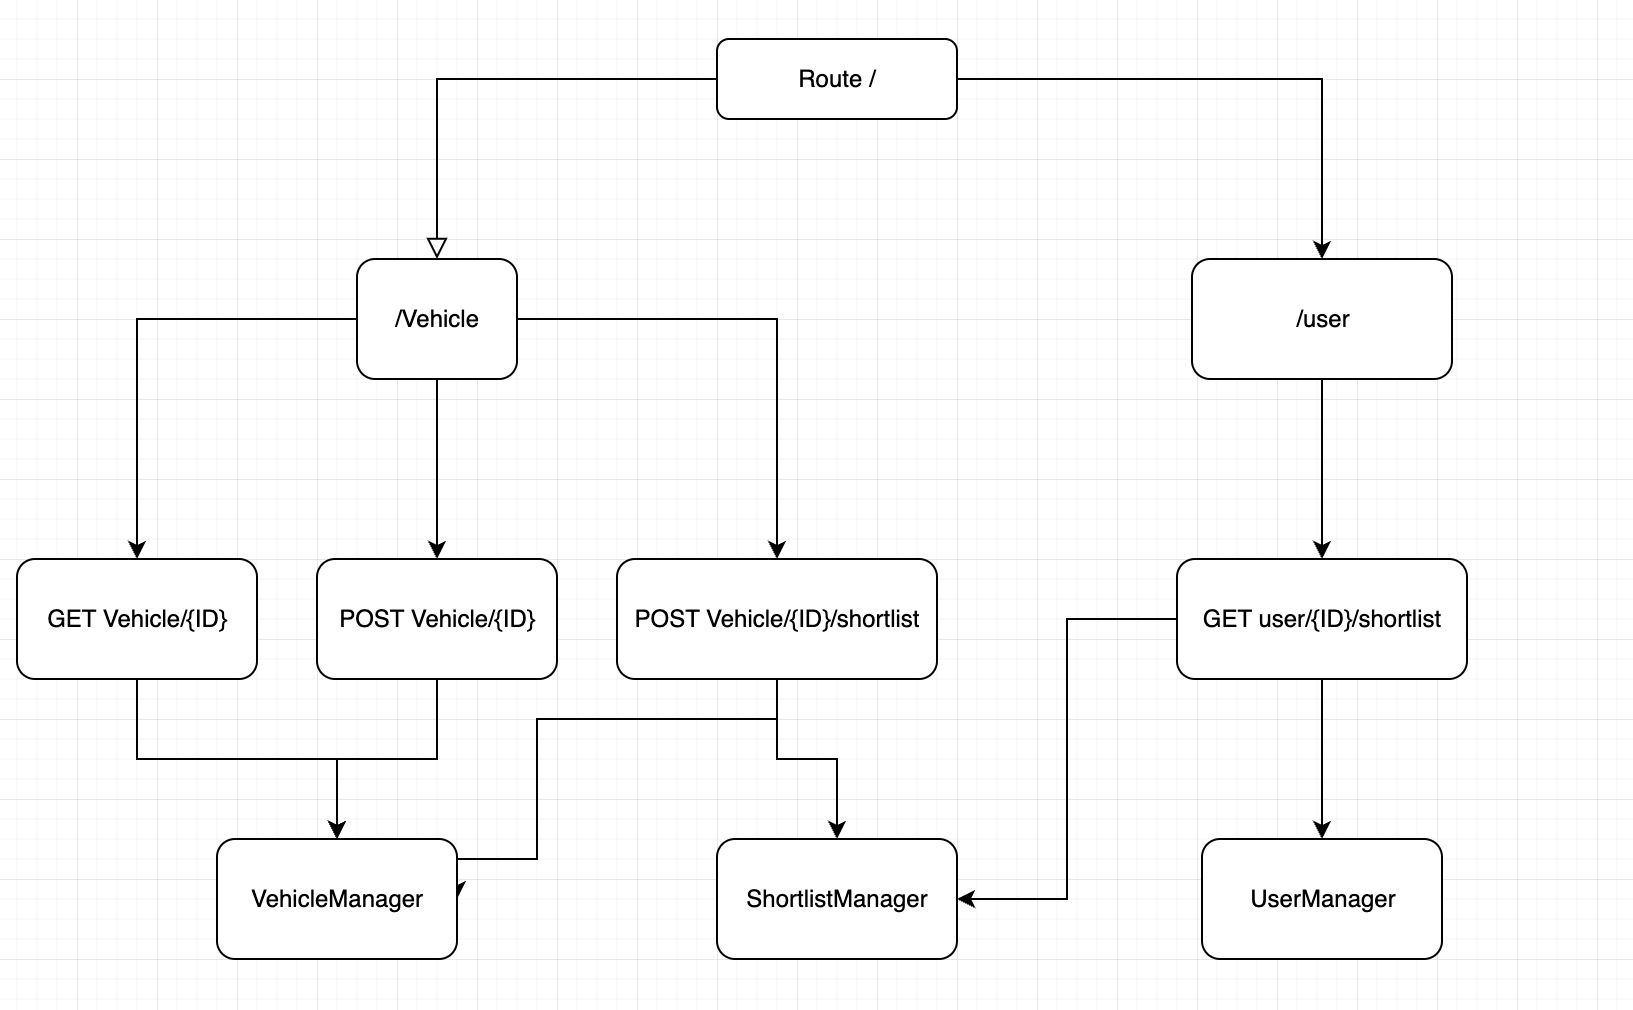 Route /
/Vehicle
/user
GET Vehicle/{ID}
POST Vehicle/{ID}
POST Vehicle/{ID}/shortlist
GET user/{ID}/shortlist
VehicleManager
ShortlistManager
UserManager